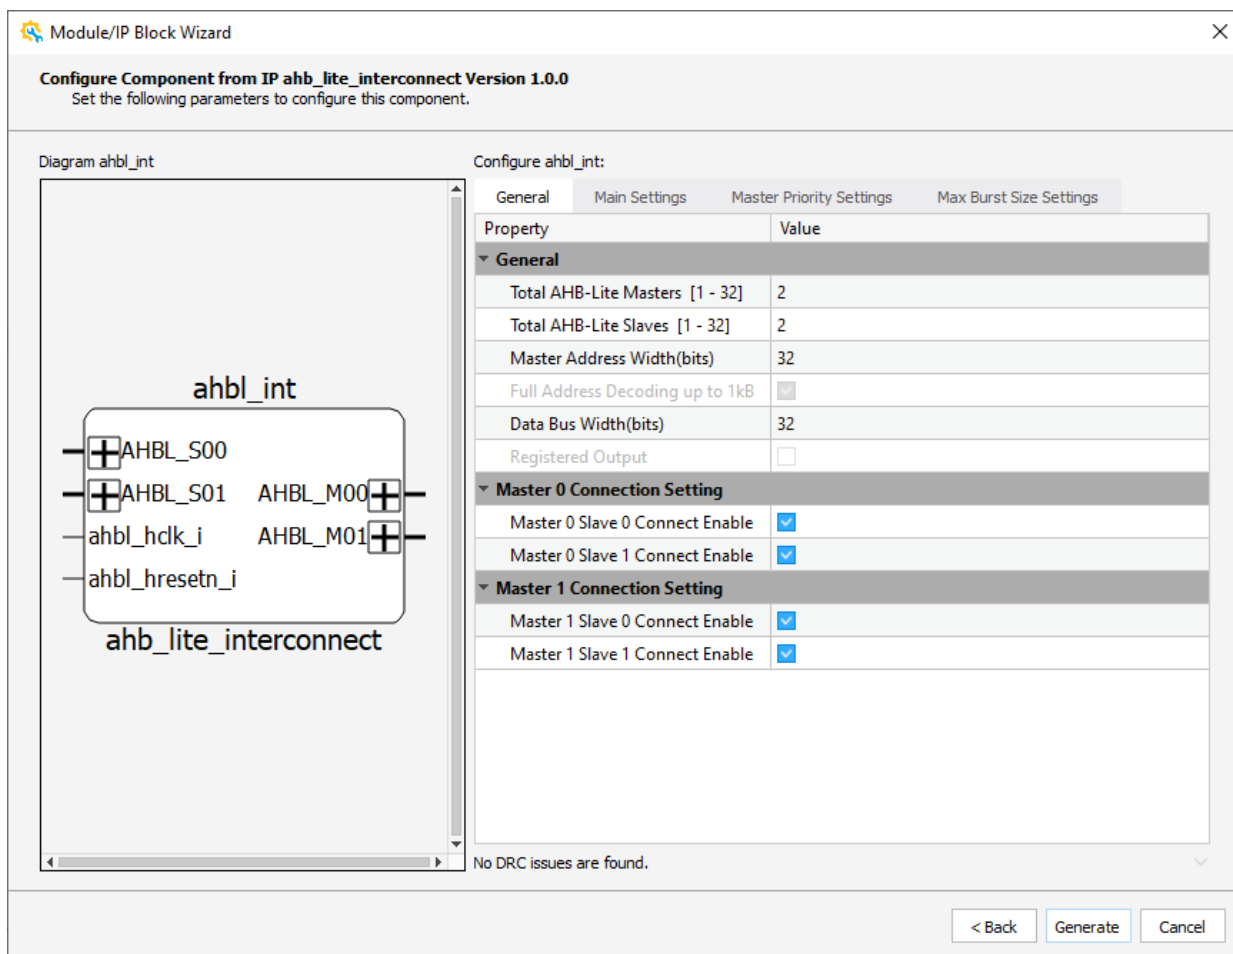 Module/IP Block Wizard
Configure Component from IP ahb_lite_interconnect Version 1.0.0
Set the following parameters to configure this component.
Diagram ahbl_int
ahbl_int
AHBL_S00
AHBL_S01 AHBL_M00
ahbl_hclk_i AHBL_M01
ahbl_hresetn_i
ahb_lite_interconnect
Configure ahbl_int:
General Main Settings Master Priority Settings Max Burst Size Settings
Property Value
General
Total AHB-Lite Masters [1 - 32] 2
Total AHB-Lite Slaves [1 - 32] 2
Master Address Width(bits) 32
Full Address Decoding up to 1kB
Data Bus Width(bits) 32
Registered Output
Master 0 Connection Setting
Master 0 Slave 0 Connect Enable
Master 0 Slave 1 Connect Enable
Master 1 Connection Setting
Master 1 Slave 0 Connect Enable
Master 1 Slave 1 Connect Enable
No DRC issues are found.
< Back Generate Cancel